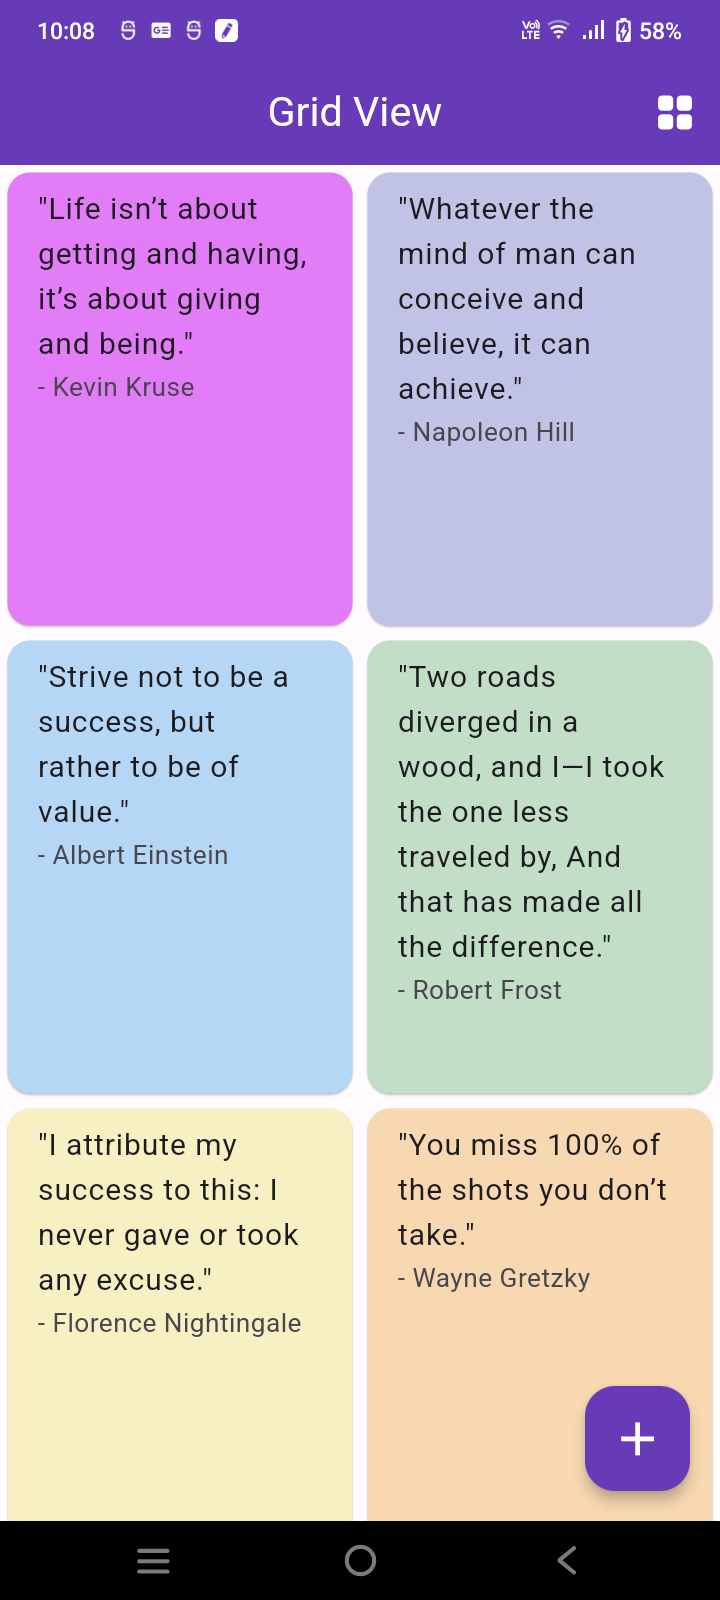 10:08
VoLTE 58%
Grid View
"Life isn’t about
getting and having,
it’s about giving
and being."
- Kevin Kruse
"Whatever the
mind of man can
conceive and
believe, it can
achieve."
- Napoleon Hill
"Strive not to be a
success, but
rather to be of
value."
- Albert Einstein
"Two roads
diverged in a
wood, and I—I took
the one less
traveled by, And
that has made all
the difference."
- Robert Frost
"I attribute my
success to this: I
never gave or took
any excuse."
- Florence Nightingale
"You miss 100% of
the shots you don’t
take."
- Wayne Gretzky